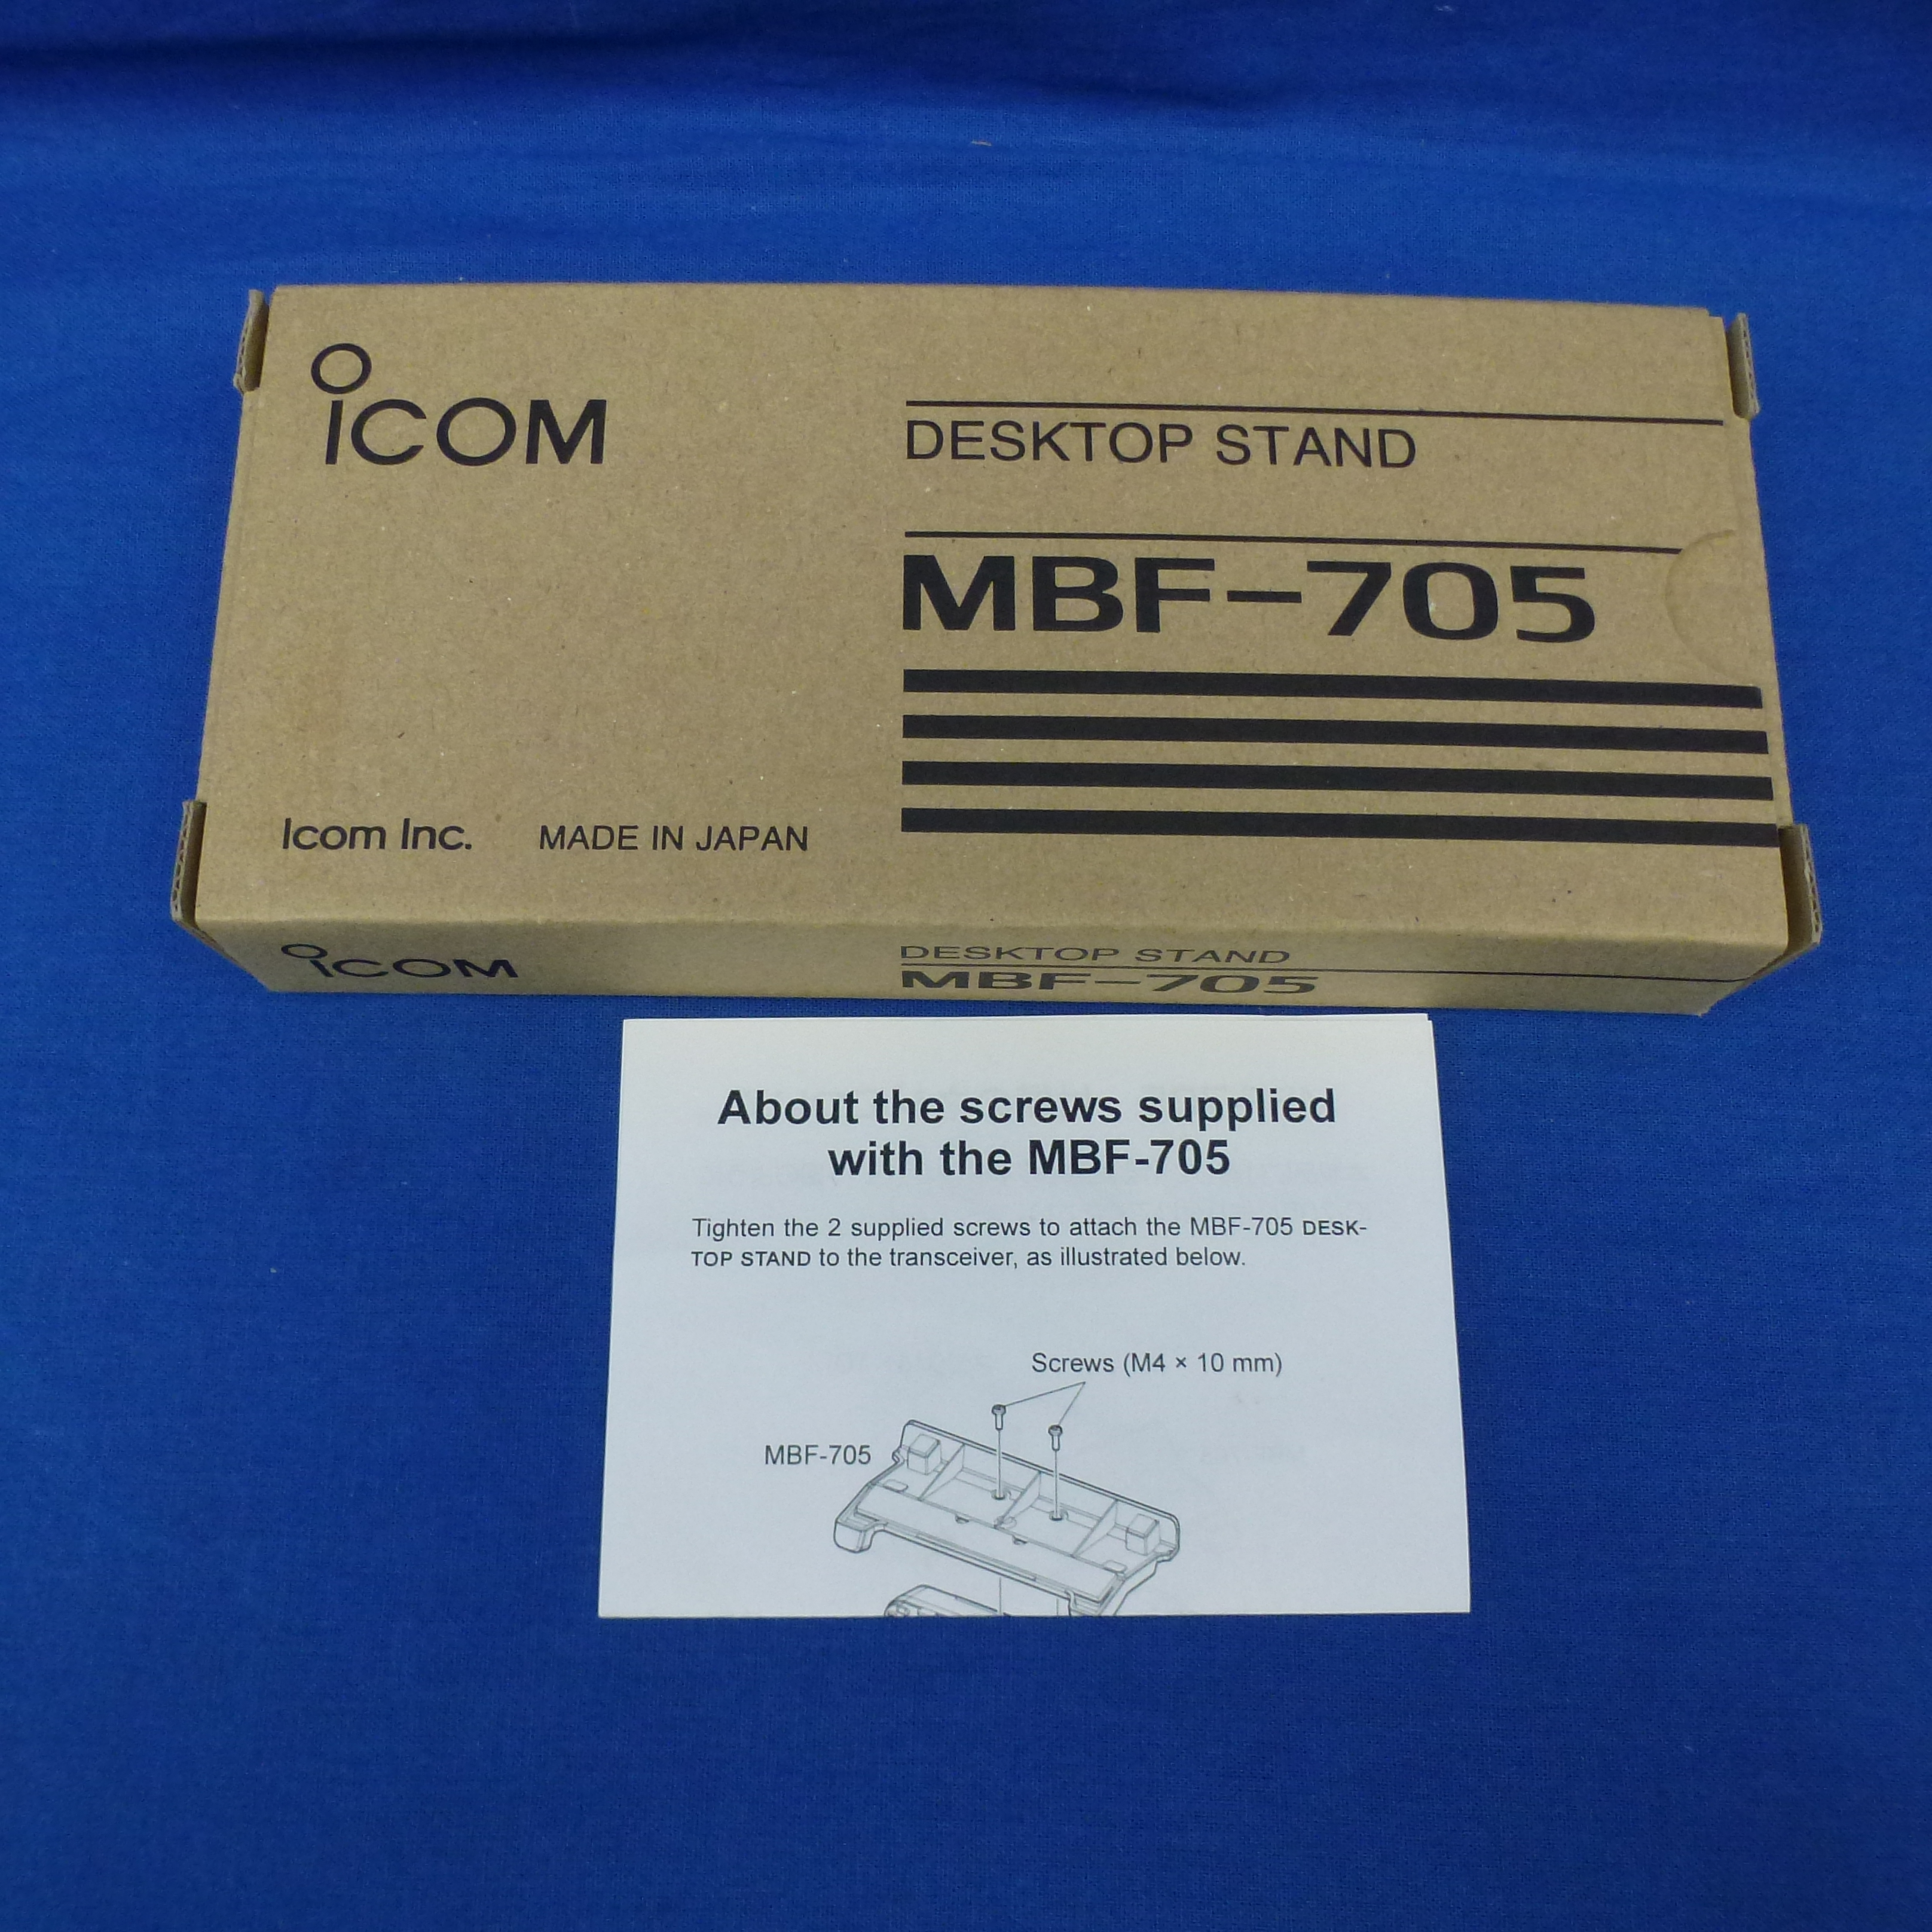 iCOM
DESKTOP STAND
MBF-705
Icom Inc. MADE IN JAPAN
iCOM
DESKTOP STAND
MBF-705
About the screws supplied
with the MBF-705
Tighten the 2 supplied screws to attach the MBF-705 DESK-
TOP STAND to the transceiver, as illustrated below.
Screws (M4 × 10 mm)
MBF-705